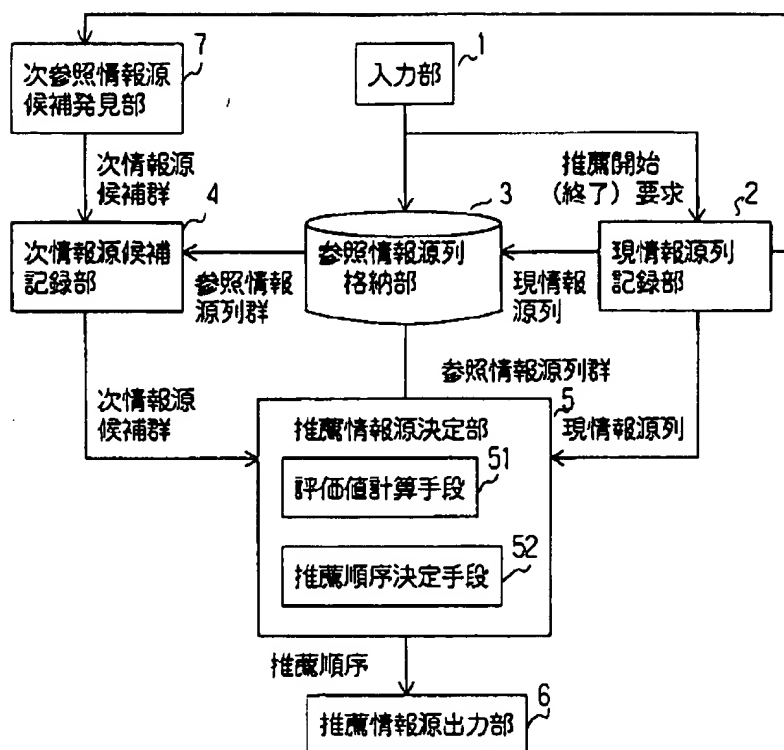 7
次参照情報源
候補発見部
1
入力部
次情報源
候補群
推薦開始
(終了)要求
4
次情報源候補
記録部
3
参照情報源列
格納部
2
現情報源列
記録部
参照情報
源列群
現情報
源列
次情報源
候補群
参照情報源列群
現情報源列
5
推薦情報源決定部
51
評価値計算手段
52
推薦順序決定手段
推薦順序
6
推薦情報源出力部